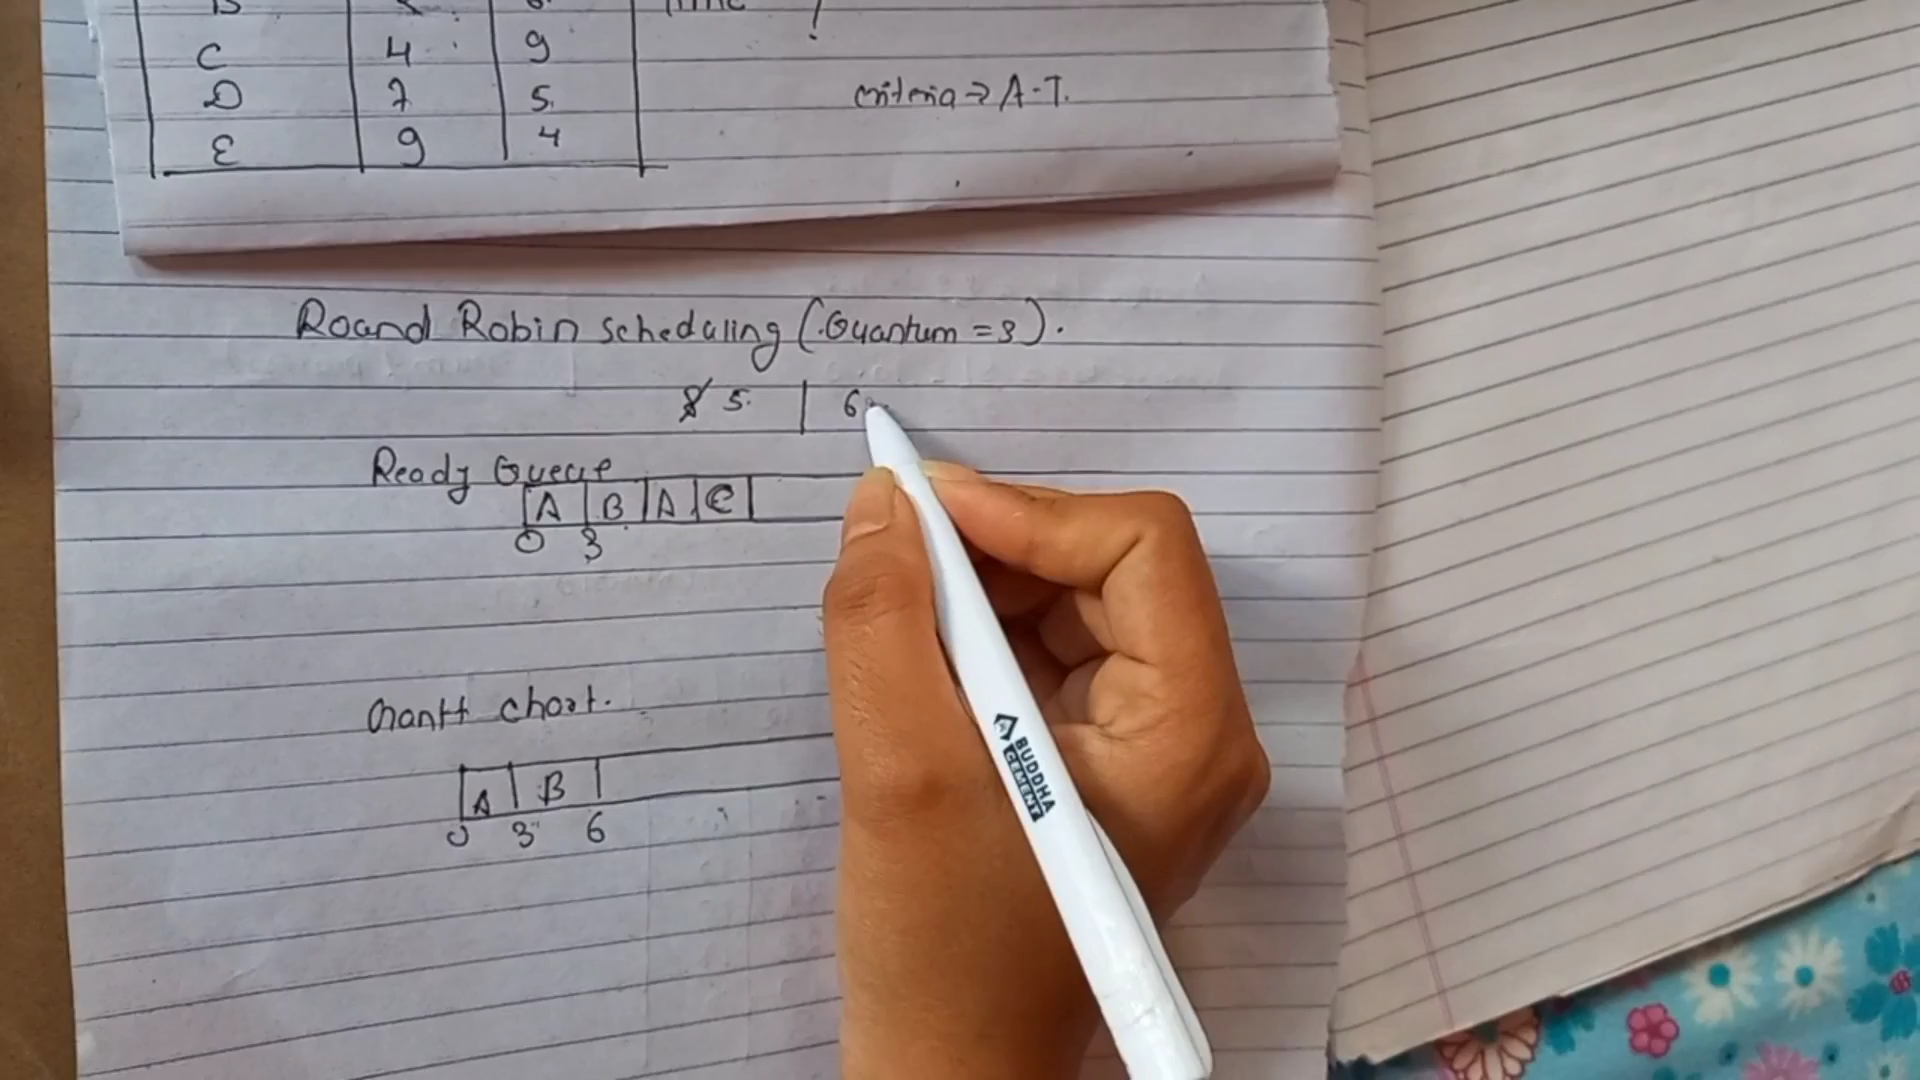 C 4 9
D 7 5
E 9 4
criteria → A-T.
Round Robin scheduling (Quantum = 3).
8 5 | 6
Ready Queue
A B A C
0 3
Gantt chart.
A B
0 3 6
BUDDHA
CEMENT